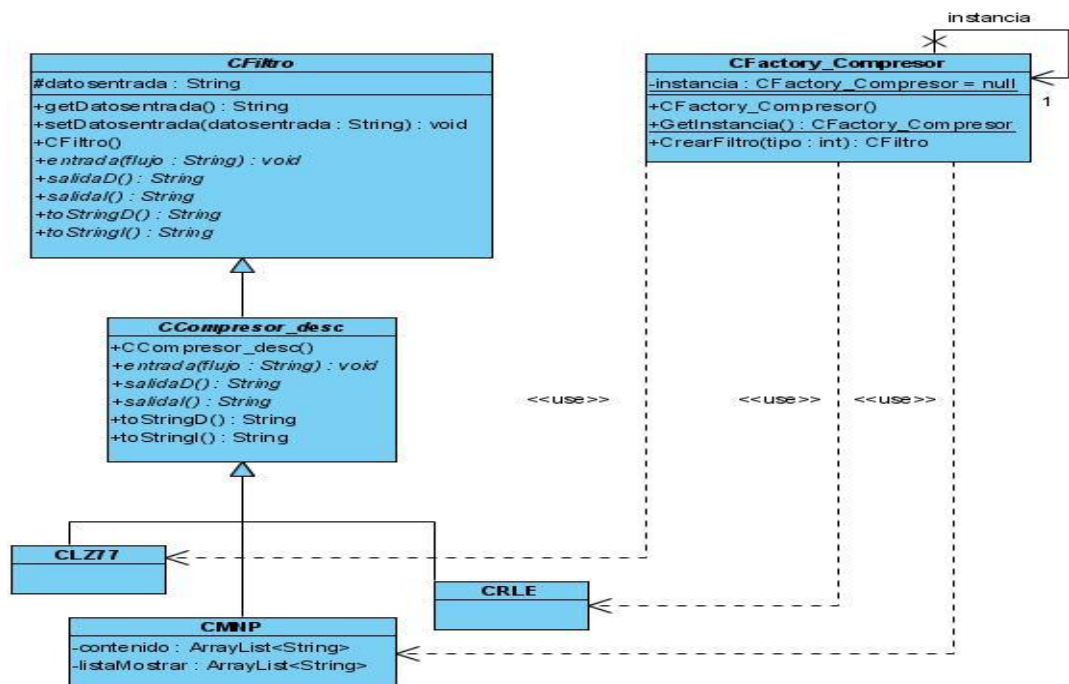 instancia
CFiltro
#datosentrada : String
+getDatosentrada() : String
+setDatosentrada(datosentrada : String) : void
+CFiltro()
+entrada(flujo : String) : void
+salidaD() : String
+salidaI() : String
+toStringD() : String
+toStringI() : String
CFactory_Compresor
-instancia : CFactory_Compresor = null
+CFactory_Compresor()
+GetInstancia() : CFactory_Compresor
+CrearFiltro(tipo : int) : CFiltro
1
CCompresor_desc
+CCompresor_desc()
+entrada(flujo : String) : void
+salidaD() : String
+salidaI() : String
+toStringD() : String
+toStringI() : String
<<use>>
<<use>>
<<use>>
CLZ77
CRLE
CMNP
-contenido : ArrayList<String>
-listaMostrar : ArrayList<String>